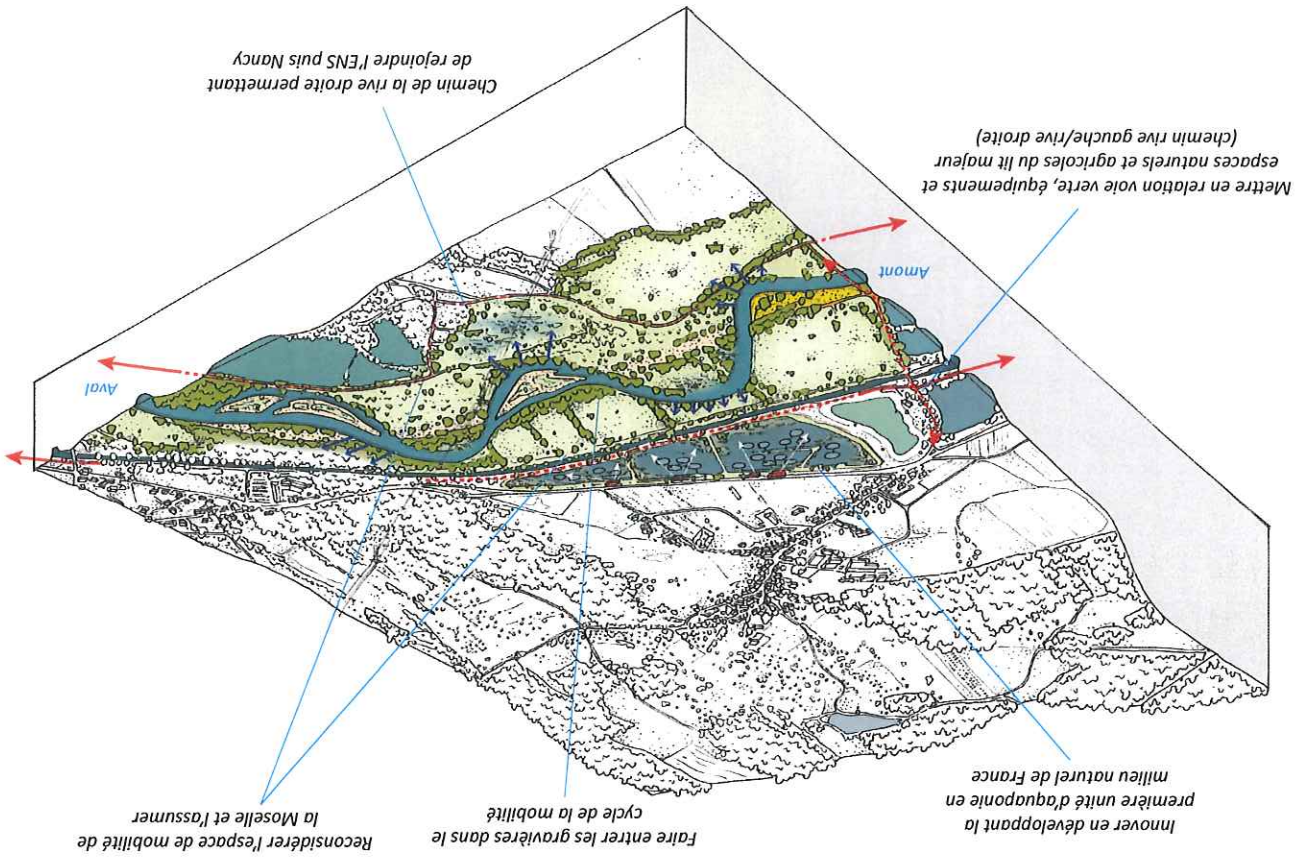 Innover en développant la
première unité d'aquaponie en
milieu naturel de France
Faire entrer les gravières dans le
cycle de la mobilité
Reconsidérer l'espace de mobilité de
la Moselle et l'assumer
Aval
Amont
Mettre en relation voie verte, équipements et
espaces naturels et agricoles du lit majeur
(chemin rive gauche/rive droite)
Chemin de la rive droite permettant
de rejoindre l'ENS puis Nancy